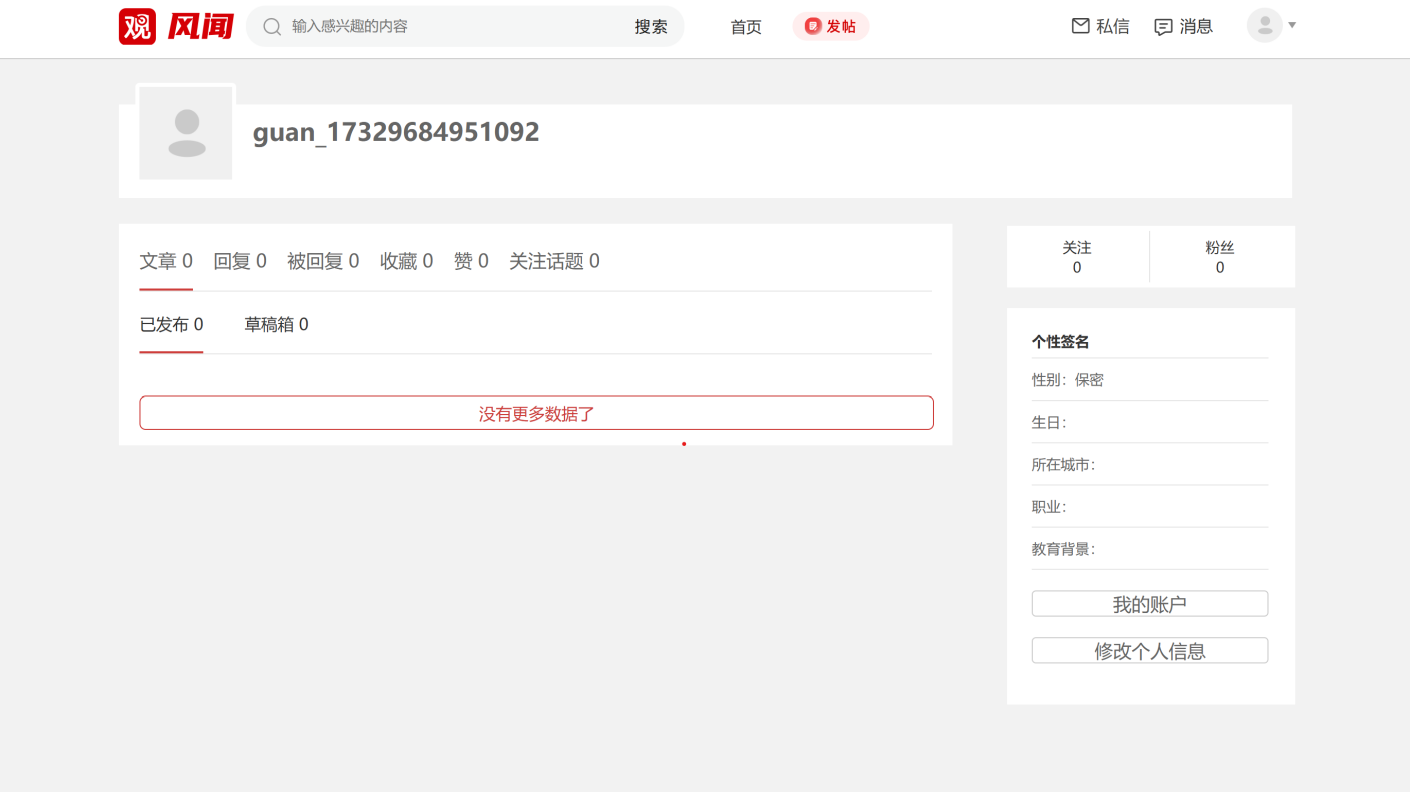 观 风闻 输入感兴趣的内容 搜索 首页 发帖 私信 消息
guan_17329684951092
文章 0 回复 0 被回复 0 收藏 0 赞 0 关注话题 0
已发布 0 草稿箱 0
没有更多数据了
关注 粉丝
0 0
个性签名
性别：保密
生日：
所在城市：
职业：
教育背景：
我的账户
修改个人信息